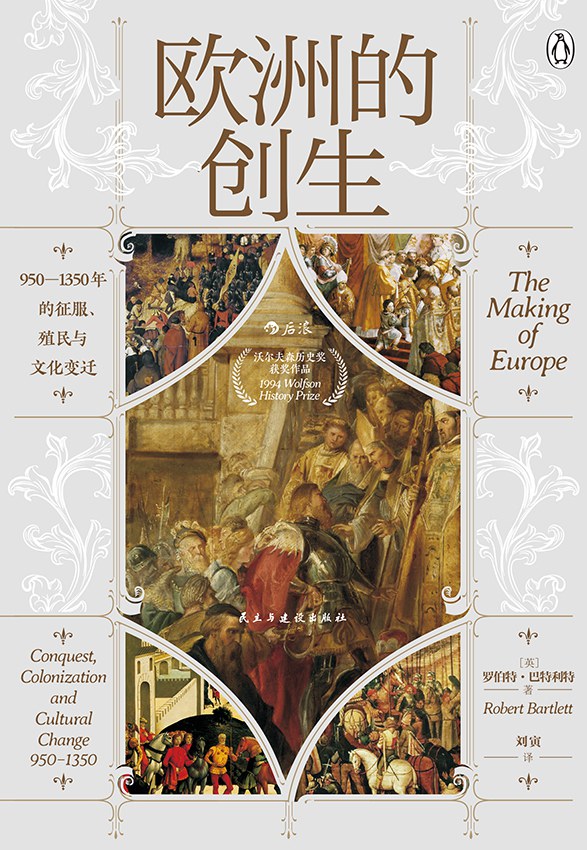 欧洲的
创生
950—1350年
的征服、
殖民与
文化变迁
The
Making
of
Europe
后浪
沃尔夫森历史奖
获奖作品
1994 Wolfson
History Prize
民主与建设出版社
Conquest,
Colonization
and
Cultural
Change
950–1350
[英]
罗伯特·巴特利特
著
Robert Bartlett
刘寅
译